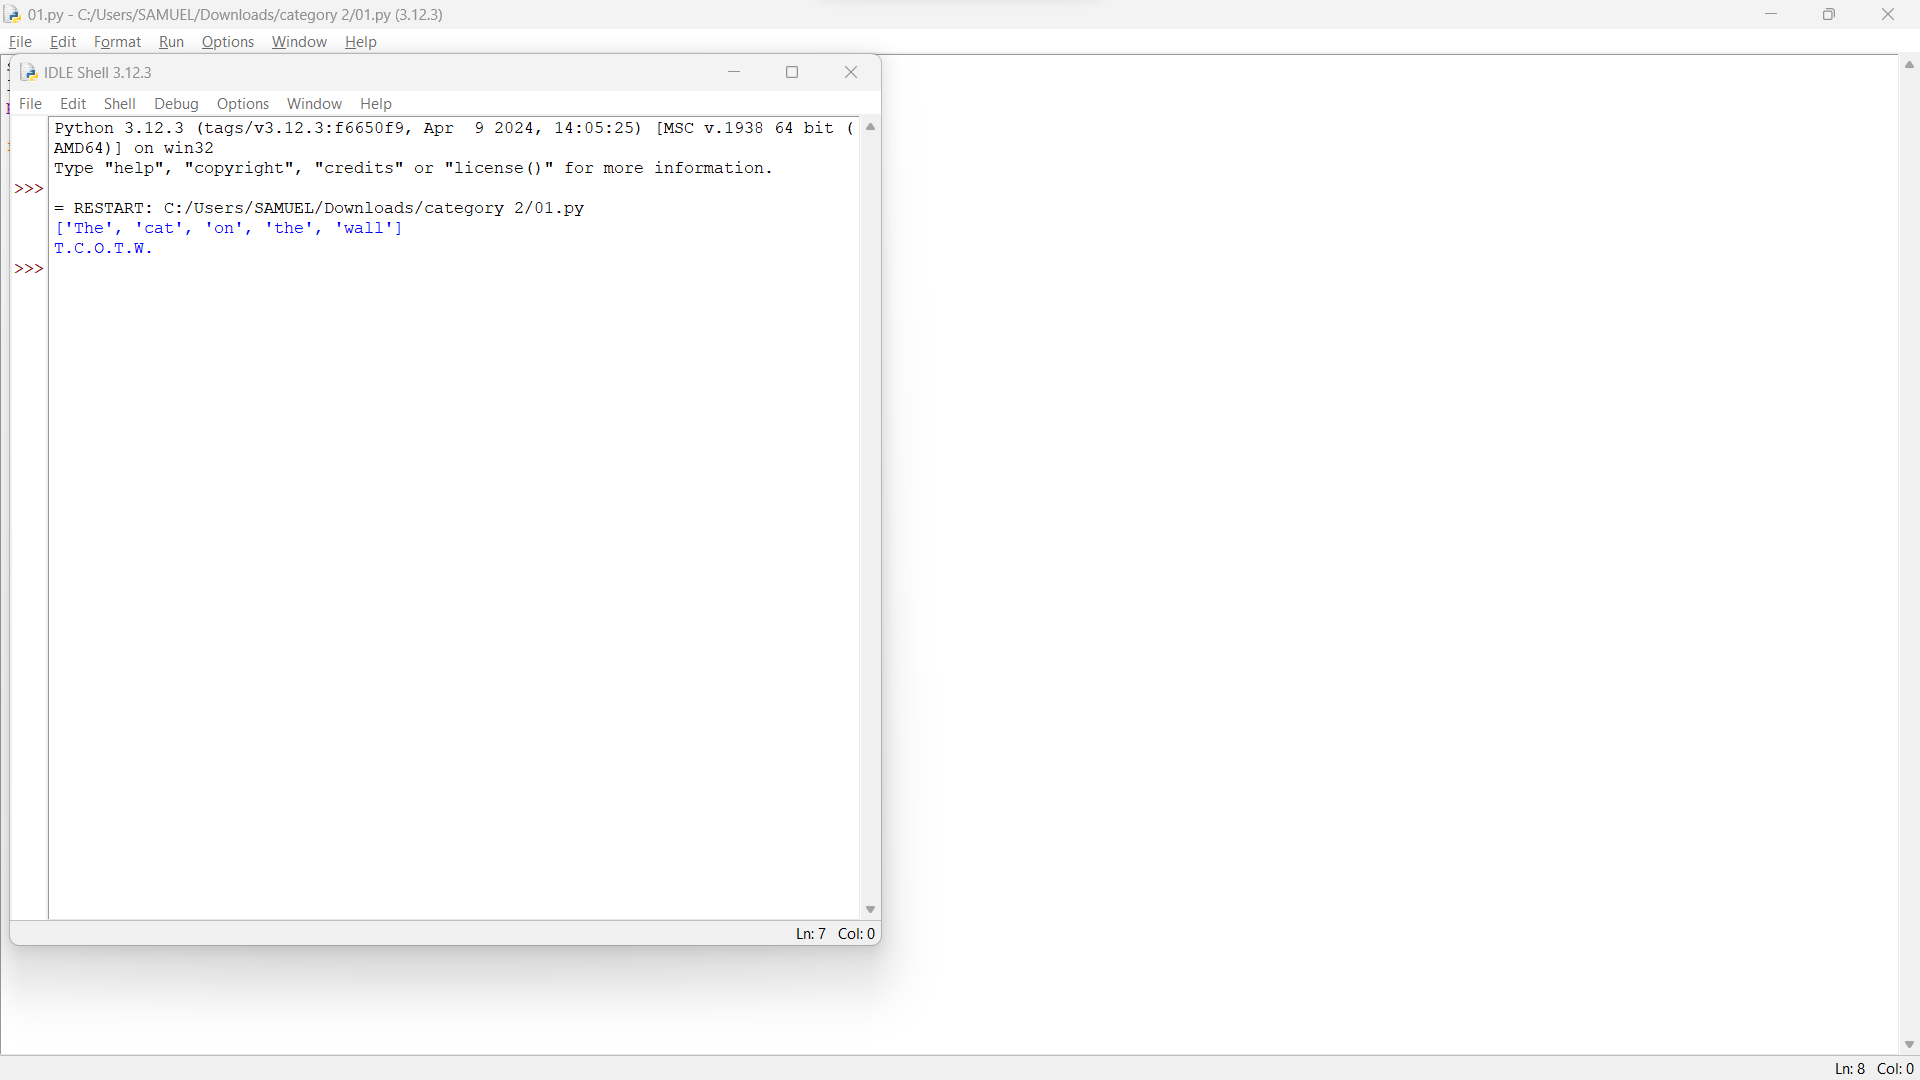 01.py - C:/Users/SAMUEL/Downloads/category 2/01.py (3.12.3)
File Edit Format Run Options Window Help
IDLE Shell 3.12.3
File Edit Shell Debug Options Window Help
Python 3.12.3 (tags/v3.12.3:f6650f9, Apr  9 2024, 14:05:25) [MSC v.1938 64 bit (
AMD64)] on win32
Type "help", "copyright", "credits" or "license()" for more information.
>>>
= RESTART: C:/Users/SAMUEL/Downloads/category 2/01.py
['The', 'cat', 'on', 'the', 'wall']
T.C.O.T.W.
>>>
Ln: 7 Col: 0
Ln: 8 Col: 0